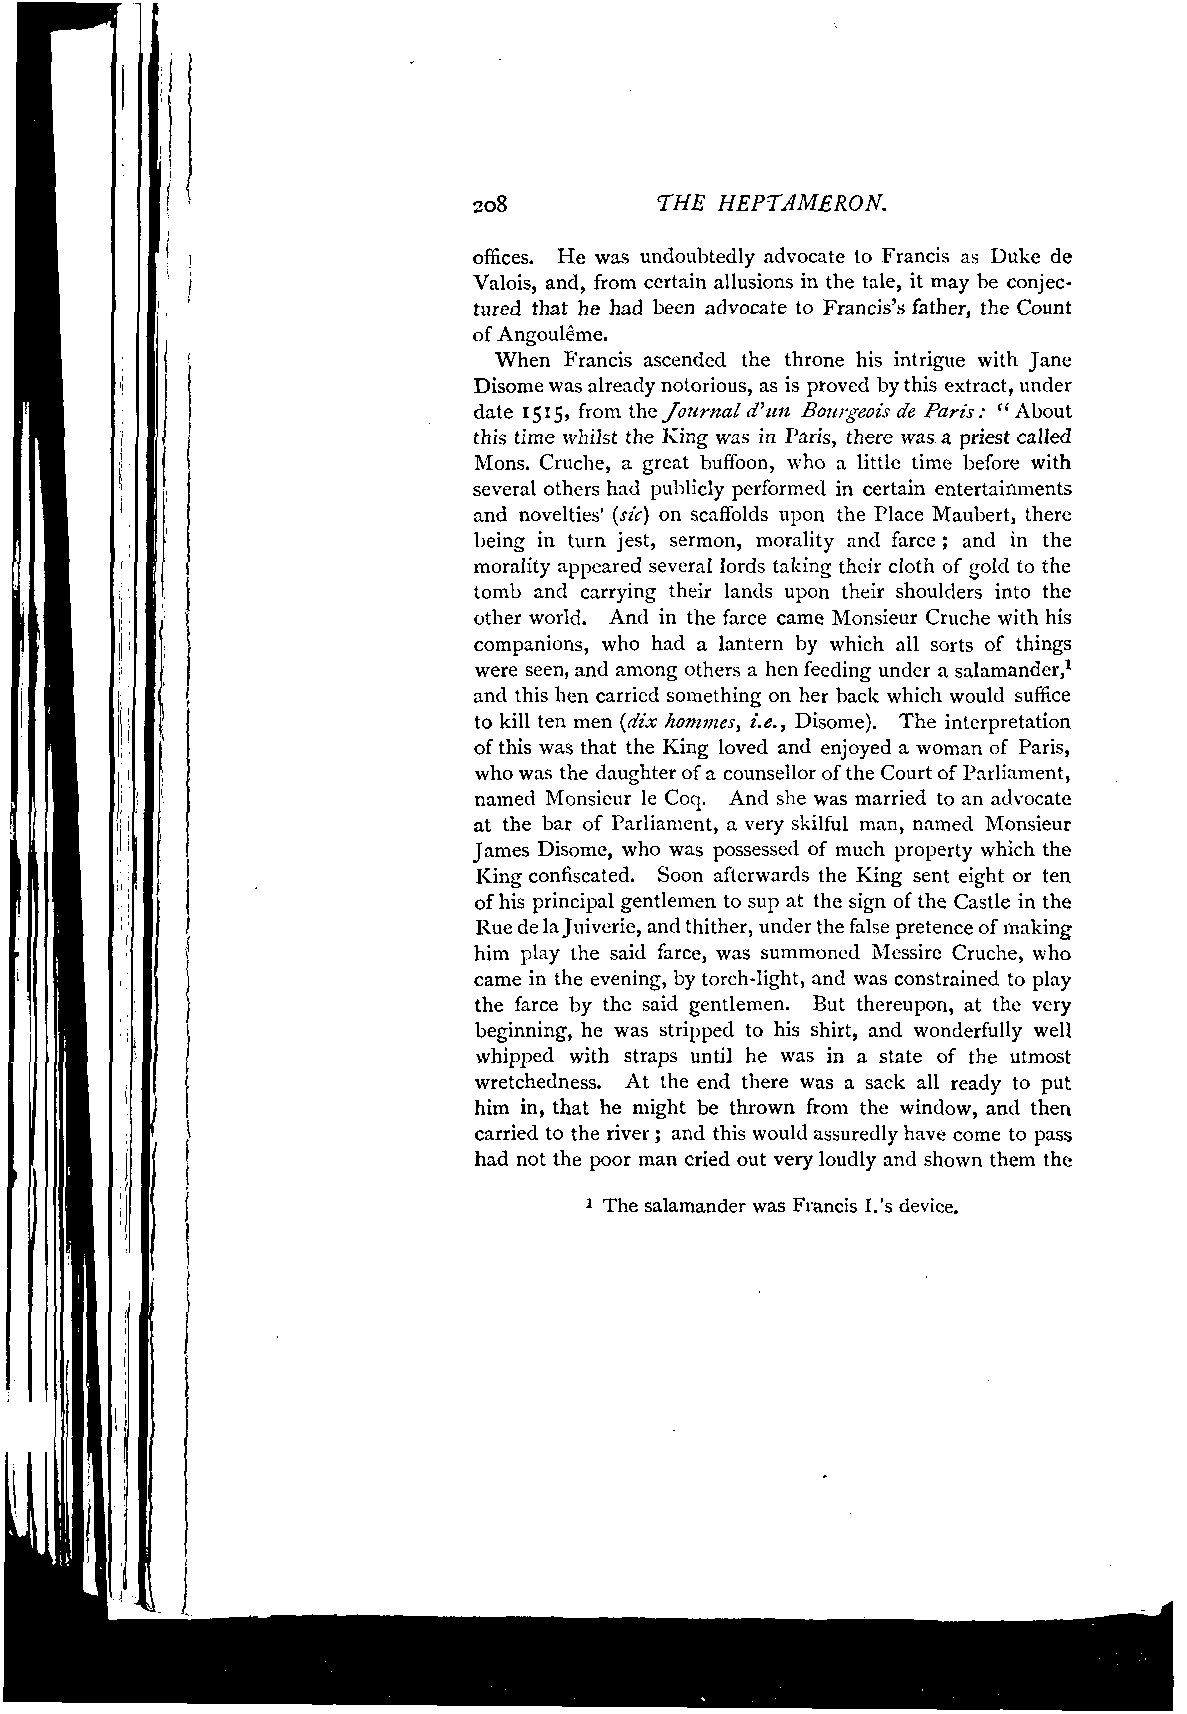 208 THE HEPTAMERON.
offices. He was undoubtedly advocate to Francis as Duke de
Valois, and, from certain allusions in the tale, it may be conjec-
tured that he had been advocate to Francis's father, the Count
of Angoulême.
When Francis ascended the throne his intrigue with Jane
Disome was already notorious, as is proved by this extract, under
date 1515, from the Journal d'un Bourgeois de Paris: "About
this time whilst the King was in Paris, there was a priest called
Mons. Cruche, a great buffoon, who a little time before with
several others had publicly performed in certain entertainments
and novelties' (sic) on scaffolds upon the Place Maubert, there
being in turn jest, sermon, morality and farce; and in the
morality appeared several lords taking their cloth of gold to the
tomb and carrying their lands upon their shoulders into the
other world. And in the farce came Monsieur Cruche with his
companions, who had a lantern by which all sorts of things
were seen, and among others a hen feeding under a salamander,¹
and this hen carried something on her back which would suffice
to kill ten men (dix hommes, i.e., Disome). The interpretation
of this was that the King loved and enjoyed a woman of Paris,
who was the daughter of a counsellor of the Court of Parliament,
named Monsieur le Coq. And she was married to an advocate
at the bar of Parliament, a very skilful man, named Monsieur
James Disome, who was possessed of much property which the
King confiscated. Soon afterwards the King sent eight or ten
of his principal gentlemen to sup at the sign of the Castle in the
Rue de la Juiverie, and thither, under the false pretence of making
him play the said farce, was summoned Messire Cruche, who
came in the evening, by torch-light, and was constrained to play
the farce by the said gentlemen. But thereupon, at the very
beginning, he was stripped to his shirt, and wonderfully well
whipped with straps until he was in a state of the utmost
wretchedness. At the end there was a sack all ready to put
him in, that he might be thrown from the window, and then
carried to the river; and this would assuredly have come to pass
had not the poor man cried out very loudly and shown them the
¹ The salamander was Francis I.'s device.